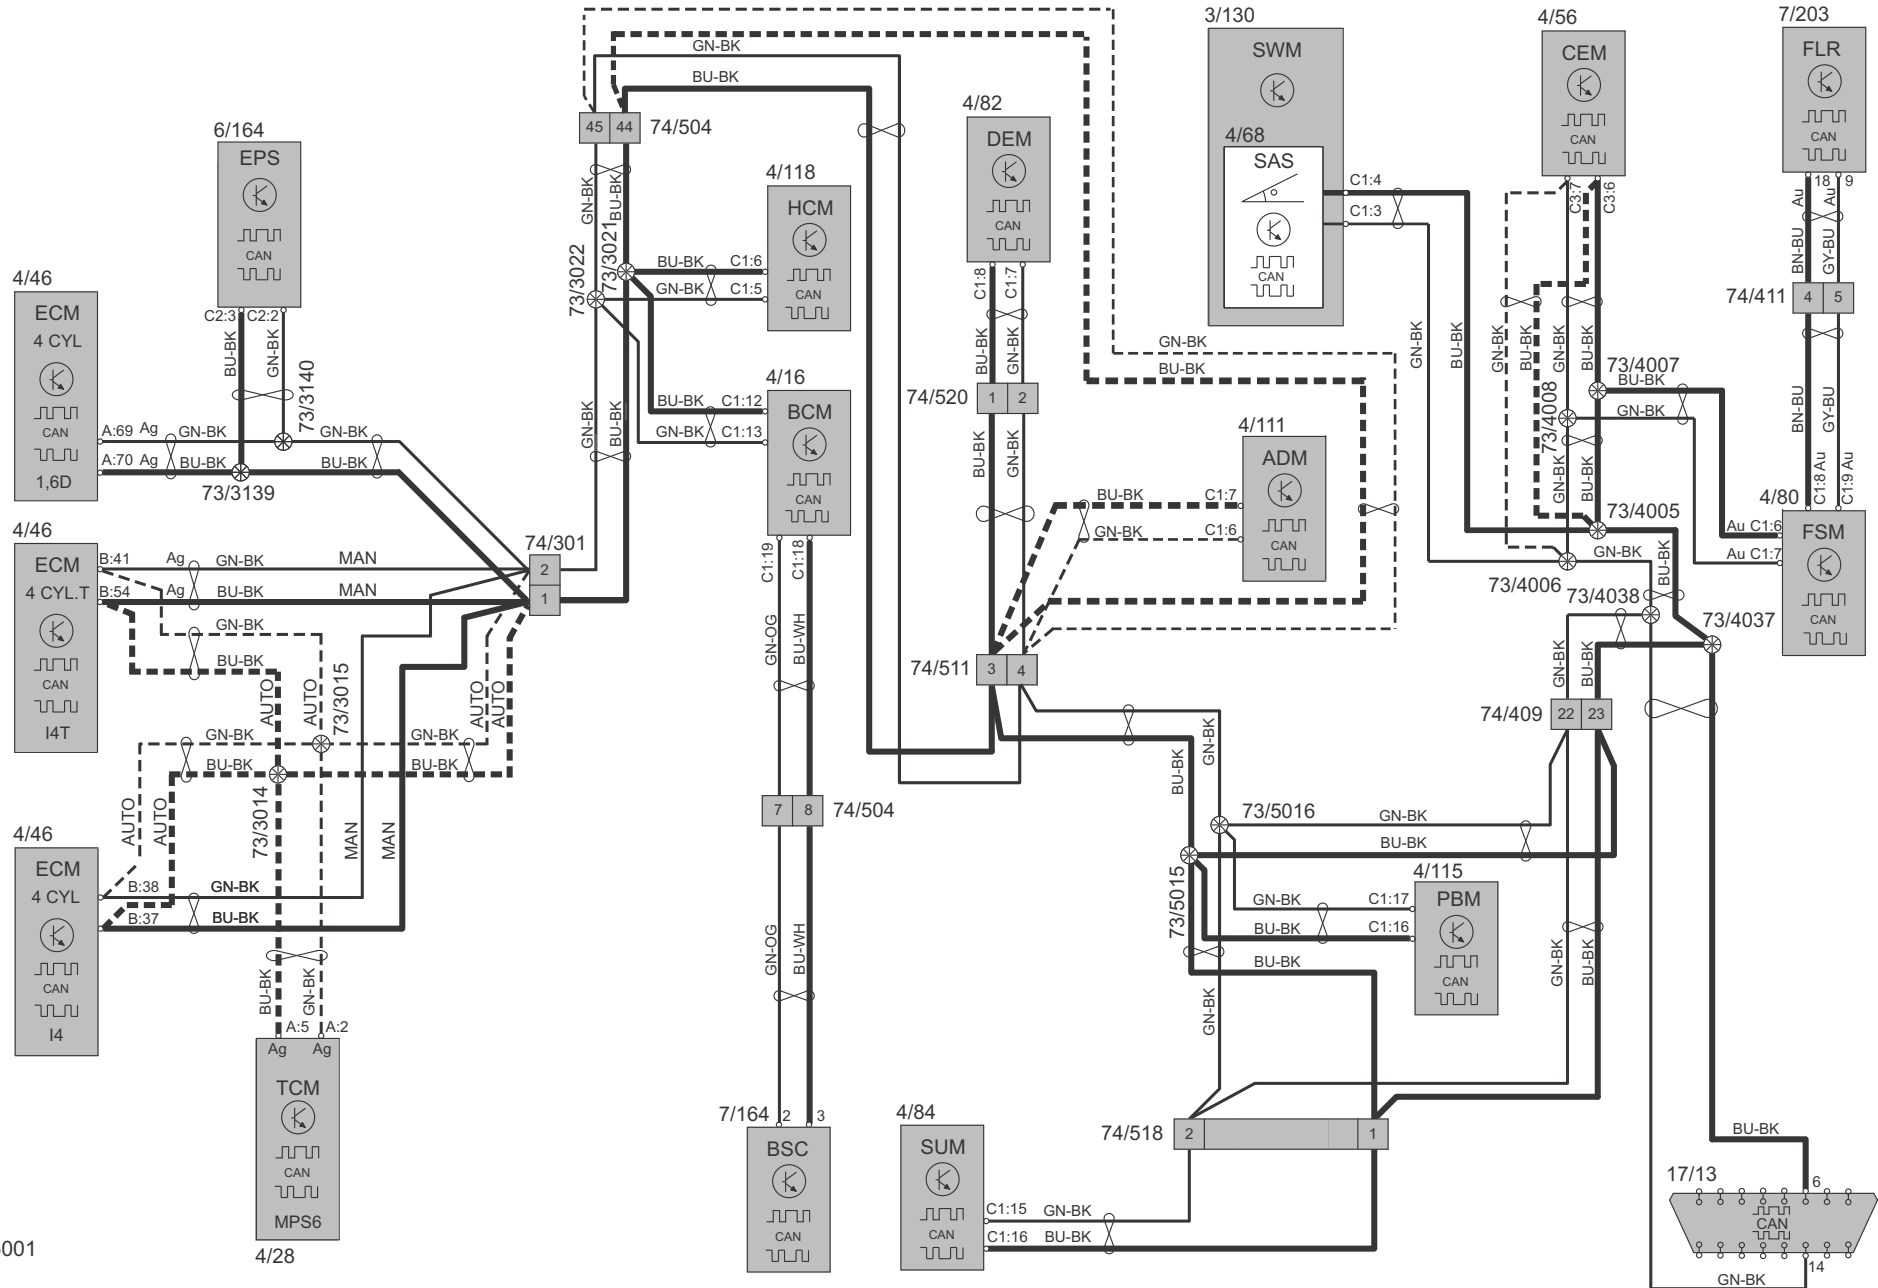 3/130
4/56
7/203
SWM
CEM
CAN
FLR
CAN
GN-BK
BU-BK
4/82
DEM
CAN
6/164
EPS
CAN
45
44
74/504
4/68
SAS
CAN
C1:4
C1:3
C3:7
C3:6
18
9
Au
Au
BN-BU
GY-BU
4/118
HCM
CAN
GN-BK
BU-BK
73/3022
73/3021
BU-BK
C1:6
GN-BK
C1:5
C1:8
C1:7
BU-BK
GN-BK
4/46
ECM
4 CYL
CAN
1,6D
C2:3
C2:2
BU-BK
GN-BK
73/3140
74/411
4
5
GN-BK
BU-BK
GN-BK
BU-BK
GN-BK
BU-BK
GN-BK
BU-BK
73/4007
BU-BK
GN-BK
73/4008
4/16
BCM
CAN
BU-BK
C1:12
GN-BK
C1:13
74/520
1
2
A:69
Ag
GN-BK
GN-BK
A:70
Ag
BU-BK
BU-BK
73/3139
GN-BK
BU-BK
BU-BK
GN-BK
4/111
ADM
CAN
BU-BK
C1:7
GN-BK
C1:6
GN-BK
BU-BK
BN-BU
GY-BU
C1:8 Au
C1:9 Au
4/80
FSM
CAN
Au C1:6
Au C1:7
73/4005
GN-BK
BU-BK
73/4006
73/4038
73/4037
4/46
ECM
4 CYL.T
CAN
I4T
B:41
Ag
GN-BK
MAN
B:54
Ag
BU-BK
MAN
74/301
2
1
GN-BK
BU-BK
AUTO
AUTO
73/3015
AUTO
AUTO
C1:19
C1:18
GN-OG
BU-WH
74/511
3
4
GN-BK
BU-BK
74/409
22
23
GN-BK
GN-BK
BU-BK
BU-BK
73/3014
BU-BK
GN-BK
7
8
74/504
73/5016
GN-BK
BU-BK
73/5015
4/46
ECM
4 CYL
CAN
I4
AUTO
AUTO
MAN
MAN
B:38
GN-BK
B:37
BU-BK
4/115
PBM
CAN
GN-BK
C1:17
BU-BK
C1:16
BU-BK
GN-BK
GN-BK
BU-BK
BU-BK
GN-BK
A:5
A:2
Ag
Ag
TCM
CAN
MPS6
4/28
GN-OG
BU-WH
7/164
2
3
BSC
CAN
4/84
SUM
CAN
C1:15
GN-BK
C1:16
BU-BK
74/518
2
1
BU-BK
17/13
6
CAN
14
GN-BK
001